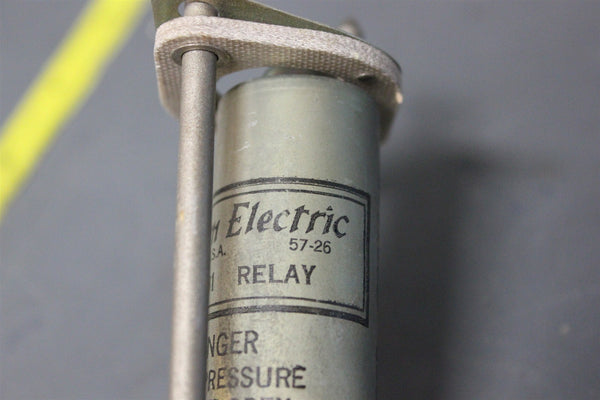 Electric
S.A. 57-26
RELAY
NGER
RESSURE